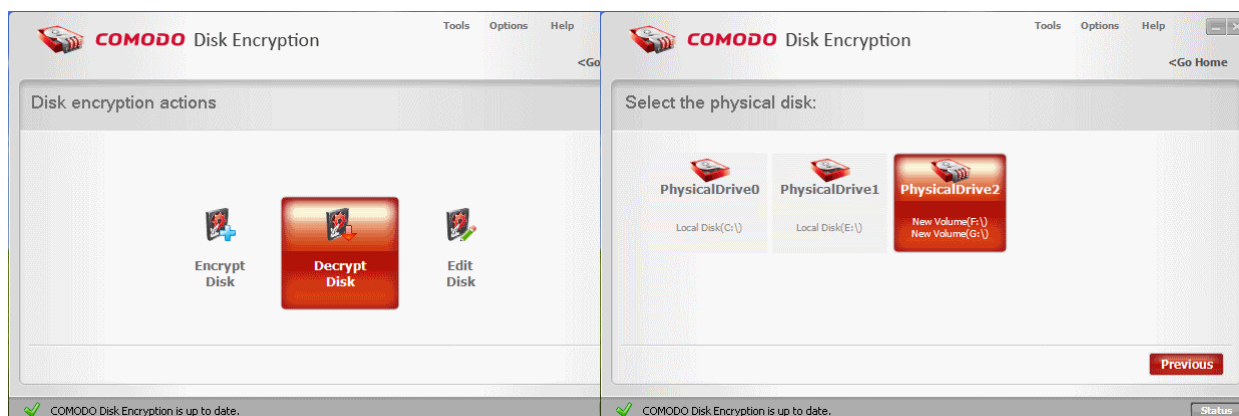 COMODO Disk Encryption
Tools Options Help
<Go
Disk encryption actions
Encrypt Disk
Decrypt Disk
Edit Disk
COMODO Disk Encryption is up to date.
COMODO Disk Encryption
Tools Options Help
<Go Home
Select the physical disk:
PhysicalDrive0
Local Disk(C:\)
PhysicalDrive1
Local Disk(E:\)
PhysicalDrive2
New Volume(F:\)
New Volume(G:\)
Previous
COMODO Disk Encryption is up to date.
Status